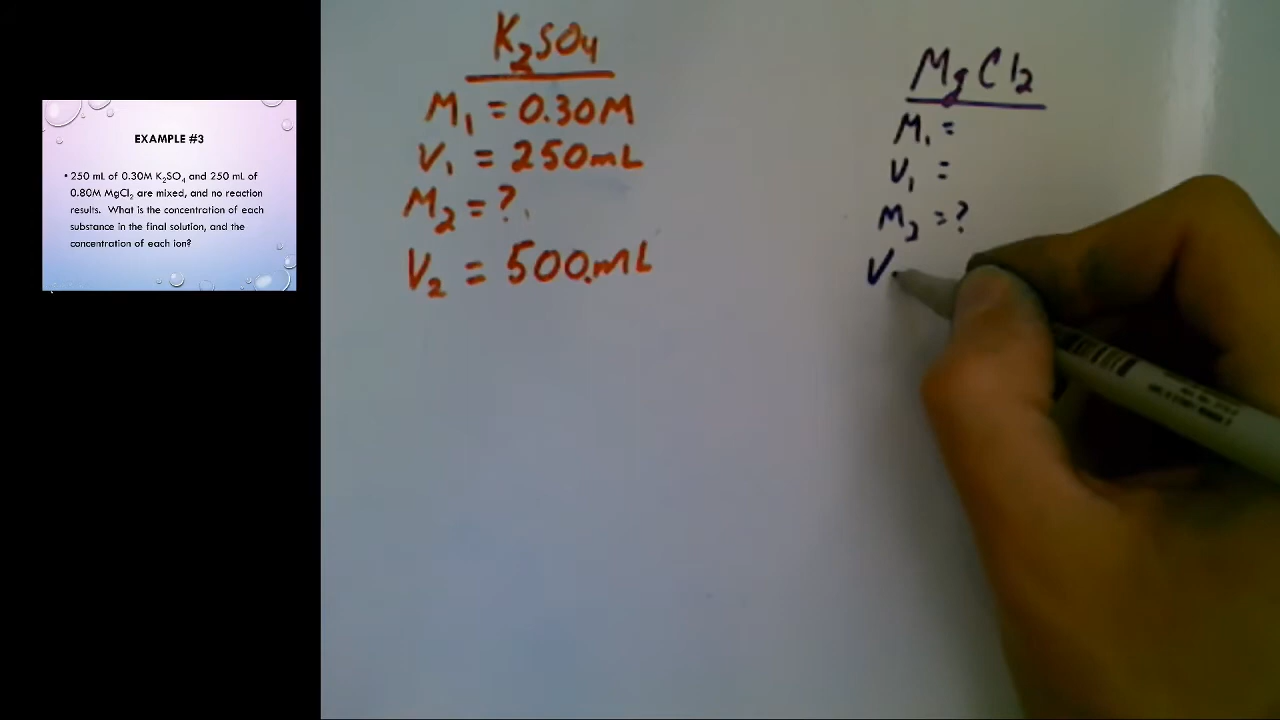 EXAMPLE #3
• 250 mL of 0.30M K₂SO₄ and 250 mL of
0.80M MgCl₂ are mixed, and no reaction
results. What is the concentration of each
substance in the final solution, and the
concentration of each ion?
K₂SO₄
M₁ = 0.30M
V₁ = 250mL
M₂ = ?
V₂ = 500.mL
MgCl₂
M₁ =
V₁ =
M₂ = ?
V